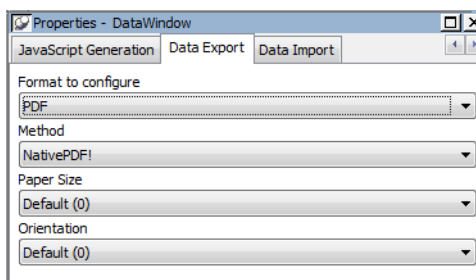 Properties - DataWindow
JavaScript Generation Data Export Data Import
Format to configure
PDF
Method
NativePDF!
Paper Size
Default (0)
Orientation
Default (0)